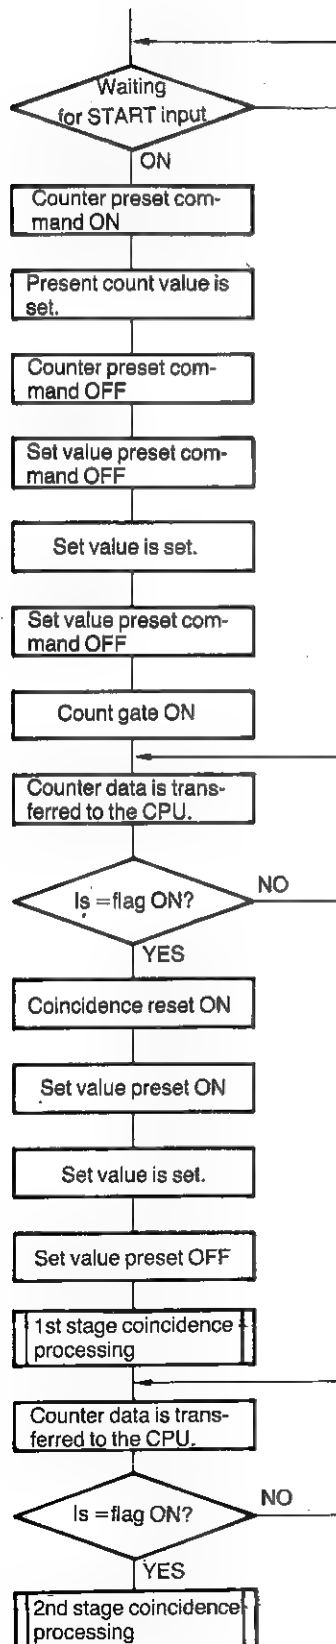 Waiting
for START input
ON
Counter preset com-
mand ON
Present count value is
set.
Counter preset com-
mand OFF
Set value preset com-
mand OFF
Set value is set.
Set value preset com-
mand OFF
Count gate ON
Counter data is trans-
ferred to the CPU.
Is =flag ON?
NO
YES
Coincidence reset ON
Set value preset ON
Set value is set.
Set value preset OFF
1st stage coincidence
processing
Counter data is trans-
ferred to the CPU.
Is =flag ON?
NO
YES
2nd stage coincidence
processing